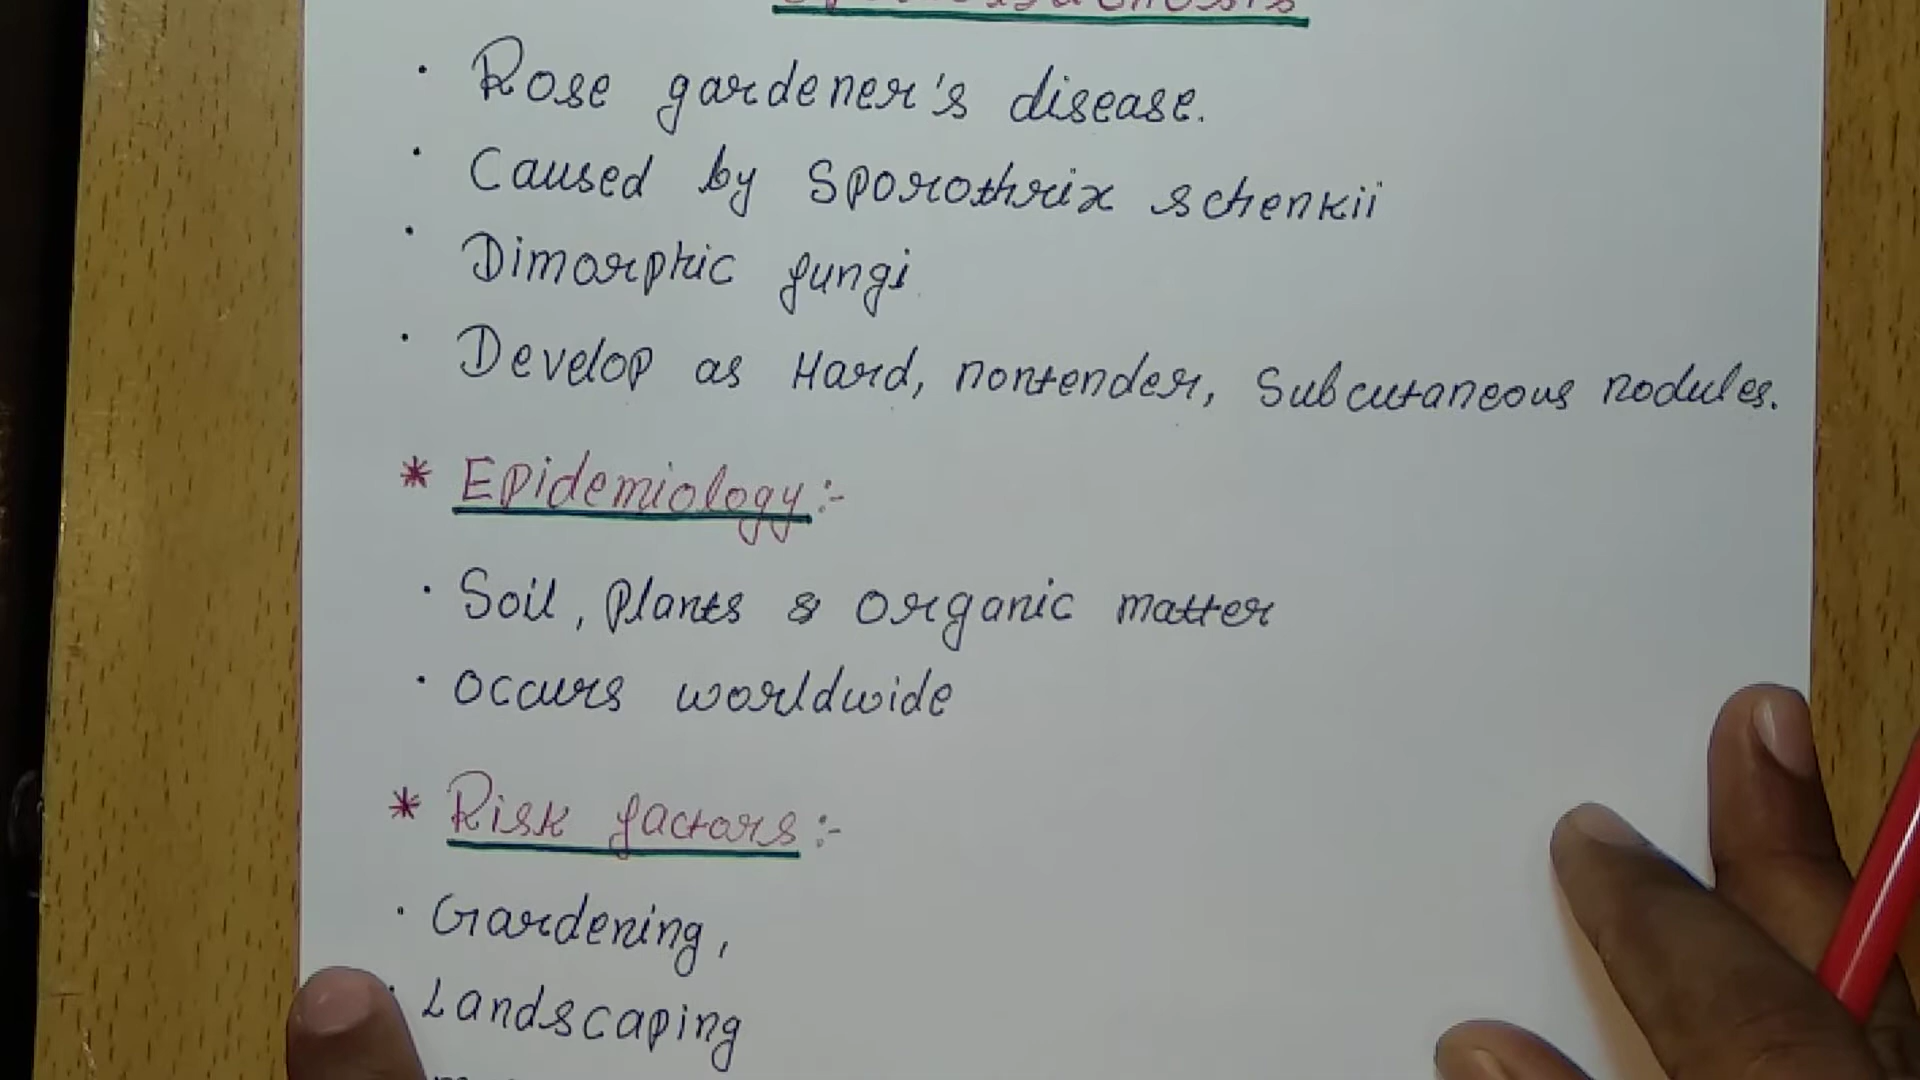 · Rose gardener's disease.
· Caused by Sporothrix schenkii
· Dimorphic fungi
· Develop as Hard, nontender, Subcutaneous nodules.
* Epidemiology :-
· Soil, Plants & Organic matter
· Occurs worldwide
* Risk factors :-
· Gardening,
· Landscaping